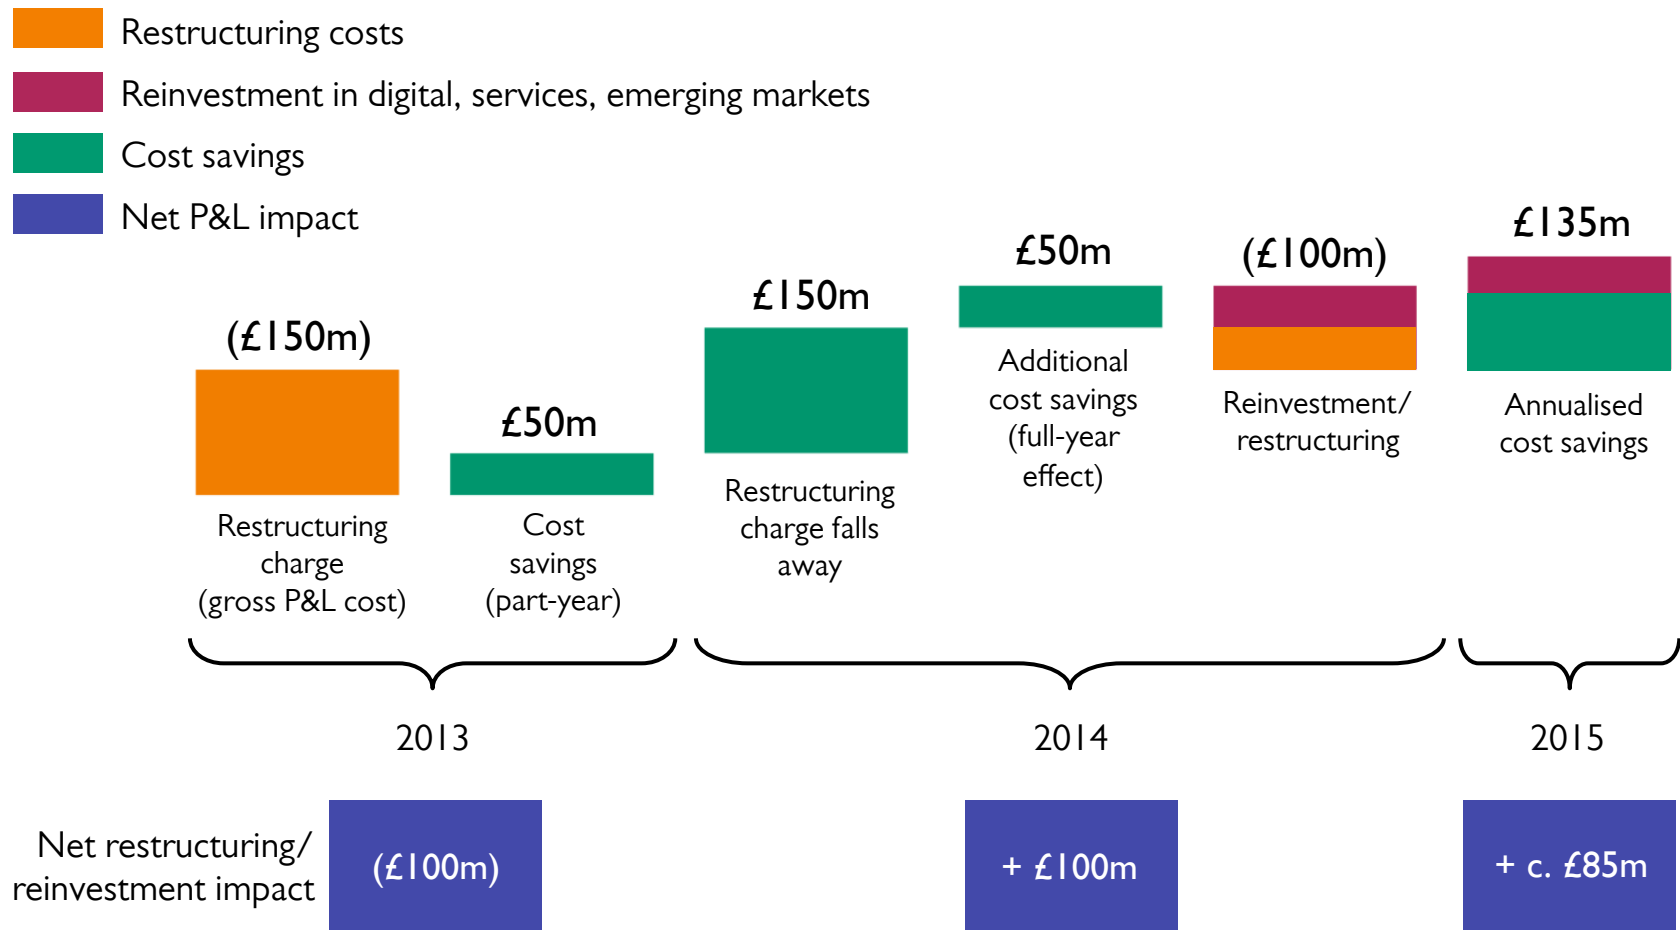 Restructuring costs
Reinvestment in digital, services, emerging markets
Cost savings
Net P&L impact
(£150m)
Restructuring
charge
(gross P&L cost)
£50m
Cost
savings
(part-year)
£150m
Restructuring
charge falls
away
£50m
Additional
cost savings
(full-year
effect)
(£100m)
Reinvestment/
restructuring
£135m
Annualised
cost savings
2013
2014
2015
Net restructuring/
reinvestment impact
(£100m)
+ £100m
+ c. £85m